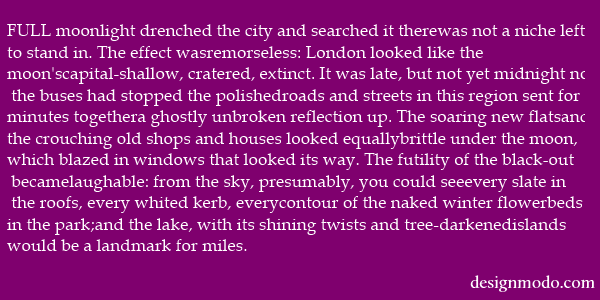 FULL moonlight drenched the city and searched it therewas not a niche left
to stand in. The effect wasremorseless: London looked like the
moon'scapital-shallow, cratered, extinct. It was late, but not yet midnight
the buses had stopped the polishedroads and streets in this region sent for
minutes togethera ghostly unbroken reflection up. The soaring new
the crouching old shops and houses looked equallybrittle under the moon,
which blazed in windows that looked its way. The futility of the black-out
becamelaughable: from the sky, presumably, you could seeevery slate in
the roofs, every whited kerb, everycontour of the naked winter flowerbeds
in the park;and the lake, with its shining twists and tree-darkenedislands
would be a landmark for miles.
designmodo.com